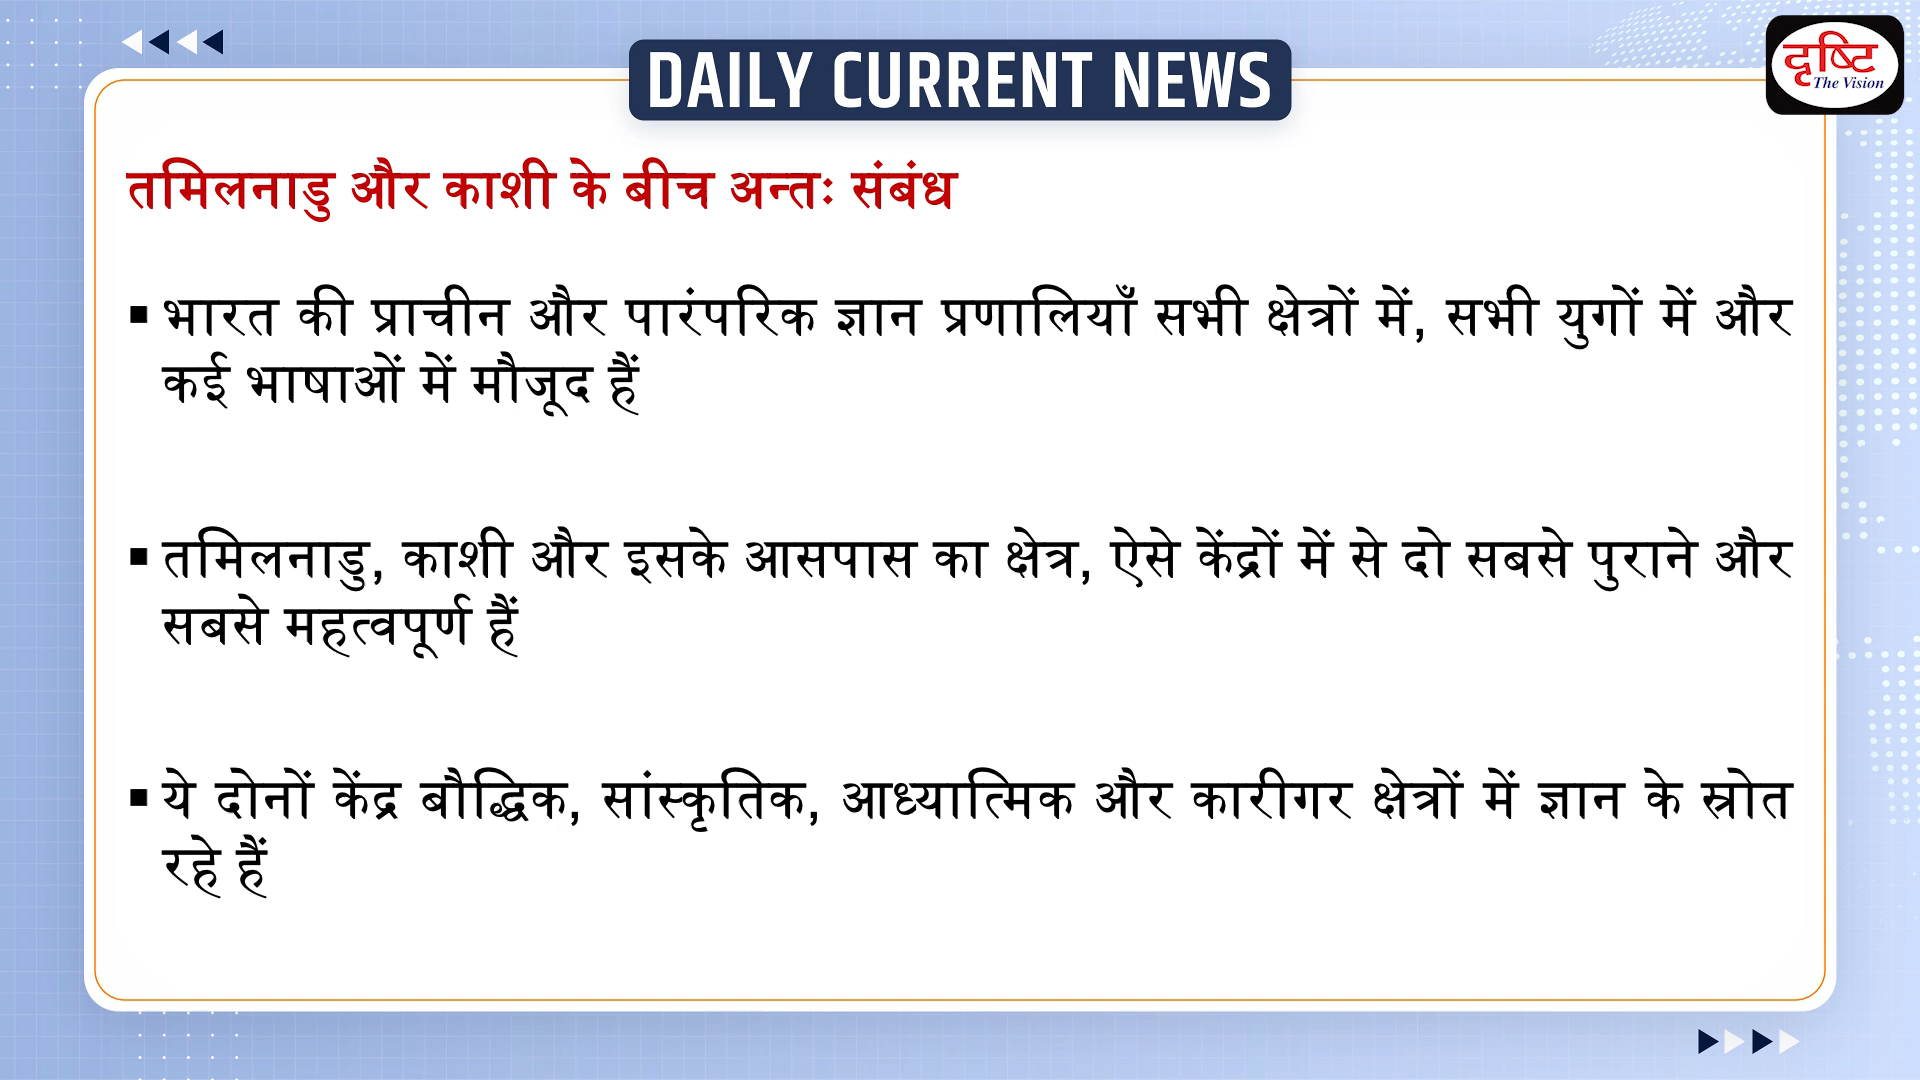 DAILY CURRENT NEWS
दृष्टि
The Vision
तमिलनाडु और काशी के बीच अन्तः संबंध
▪ भारत की प्राचीन और पारंपरिक ज्ञान प्रणालियाँ सभी क्षेत्रों में, सभी युगों में और
कई भाषाओं में मौजूद हैं
▪ तमिलनाडु, काशी और इसके आसपास का क्षेत्र, ऐसे केंद्रों में से दो सबसे पुराने और
सबसे महत्वपूर्ण हैं
▪ ये दोनों केंद्र बौद्धिक, सांस्कृतिक, आध्यात्मिक और कारीगर क्षेत्रों में ज्ञान के स्रोत
रहे हैं